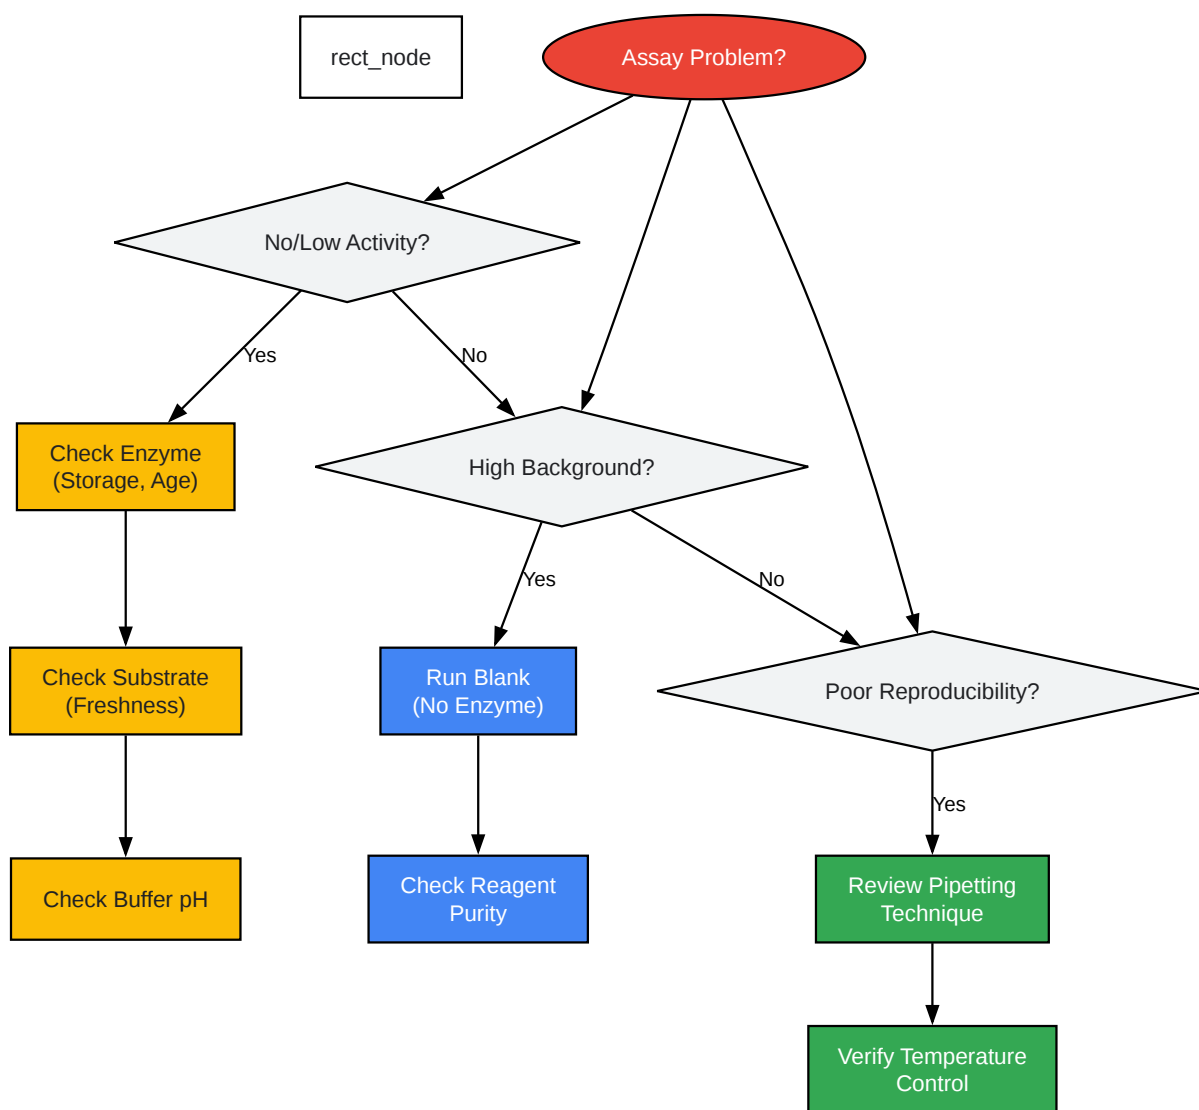 rect_node
Assay Problem?
No/Low Activity?
Yes
No
Check Enzyme
(Storage, Age)
High Background?
Yes
No
Check Substrate
(Freshness)
Run Blank
(No Enzyme)
Poor Reproducibility?
Yes
Check Buffer pH
Check Reagent
Purity
Review Pipetting
Technique
Verify Temperature
Control